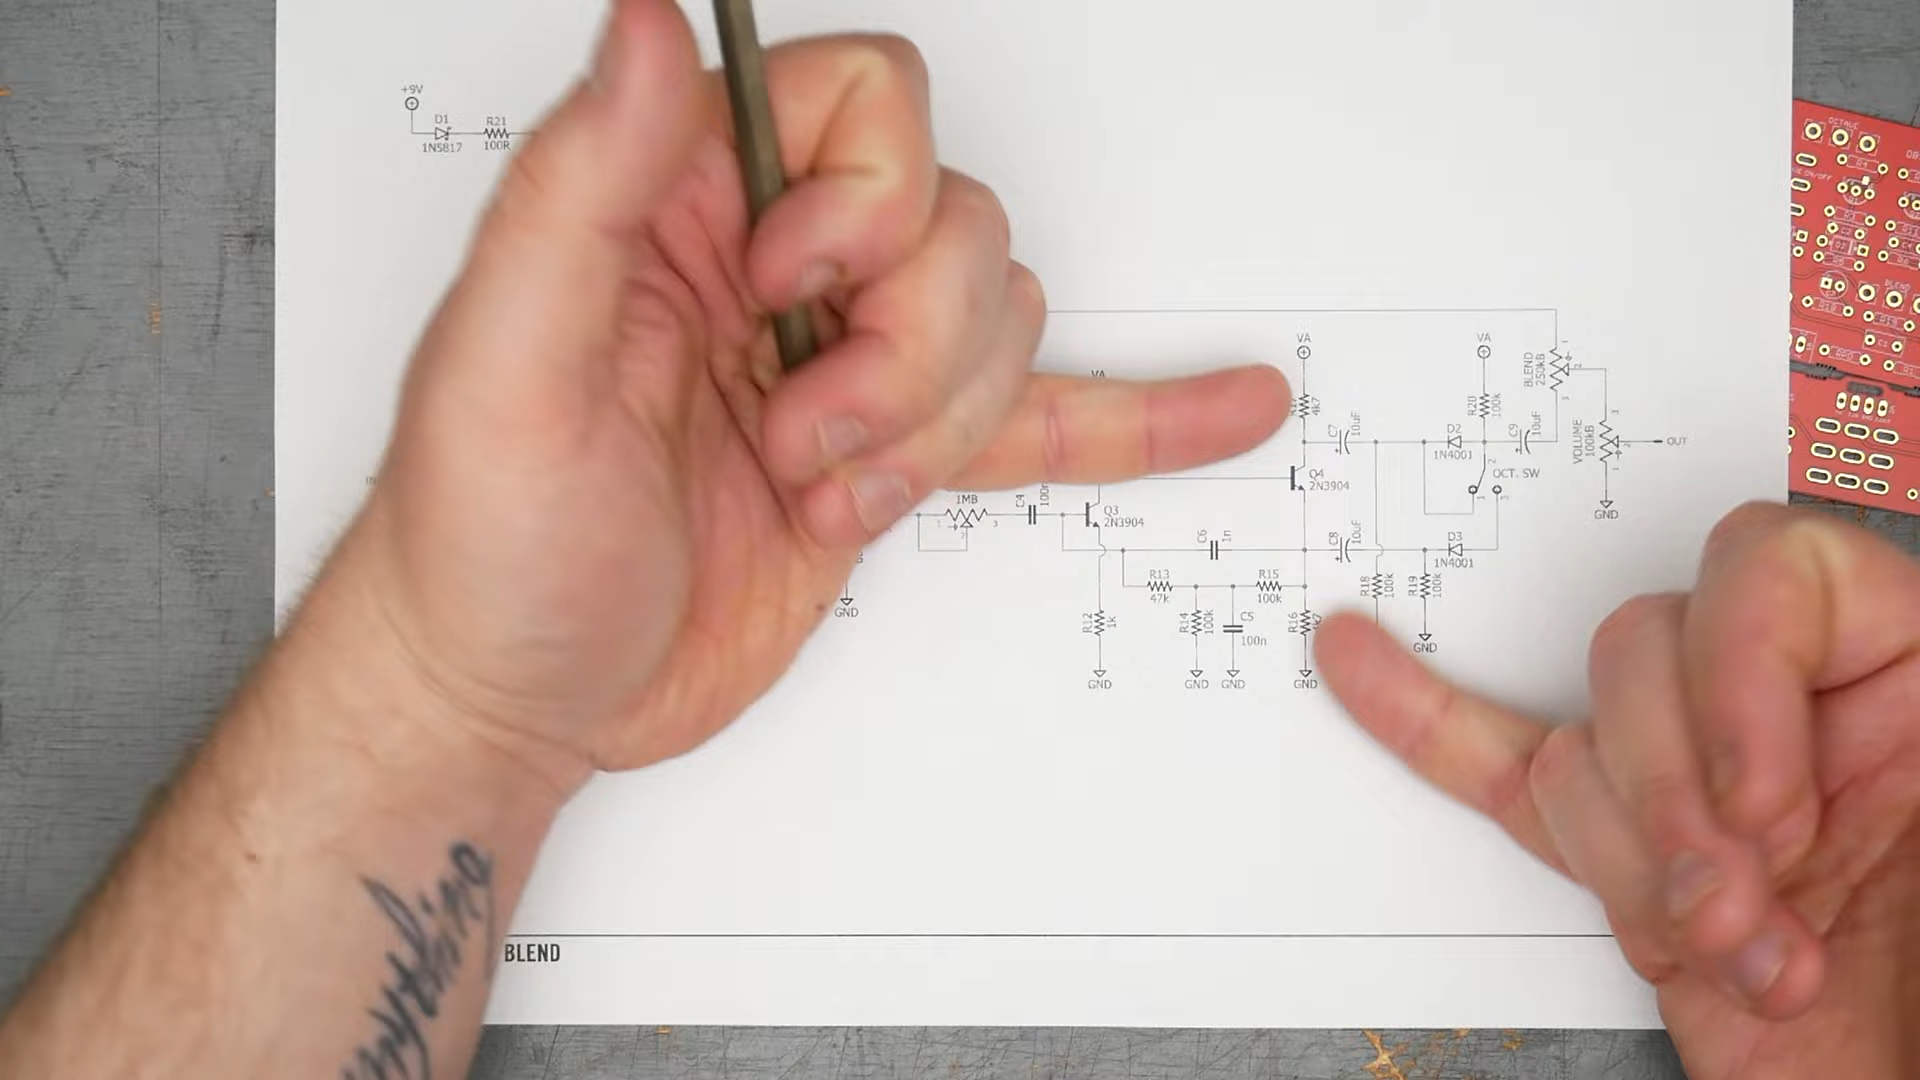 +9V
D1
1N5817
R21
100R
VA
VA
VA
4k7
C7
10uF
R20
100k
D2
1N4001
C9
10uF
BLEND
250kB
VOLUME
100kB
OUT
GND
Q4
2N3904
OCT. SW
1MB
C4
Q3
2N3904
C6
1n
C8
10uF
D3
1N4001
R13
47k
R15
100k
R18
100k
R19
100k
GND
R12
1k
R14
100k
C5
100n
R16
GND
GND
GND
GND
GND
BLEND
OCTAVE